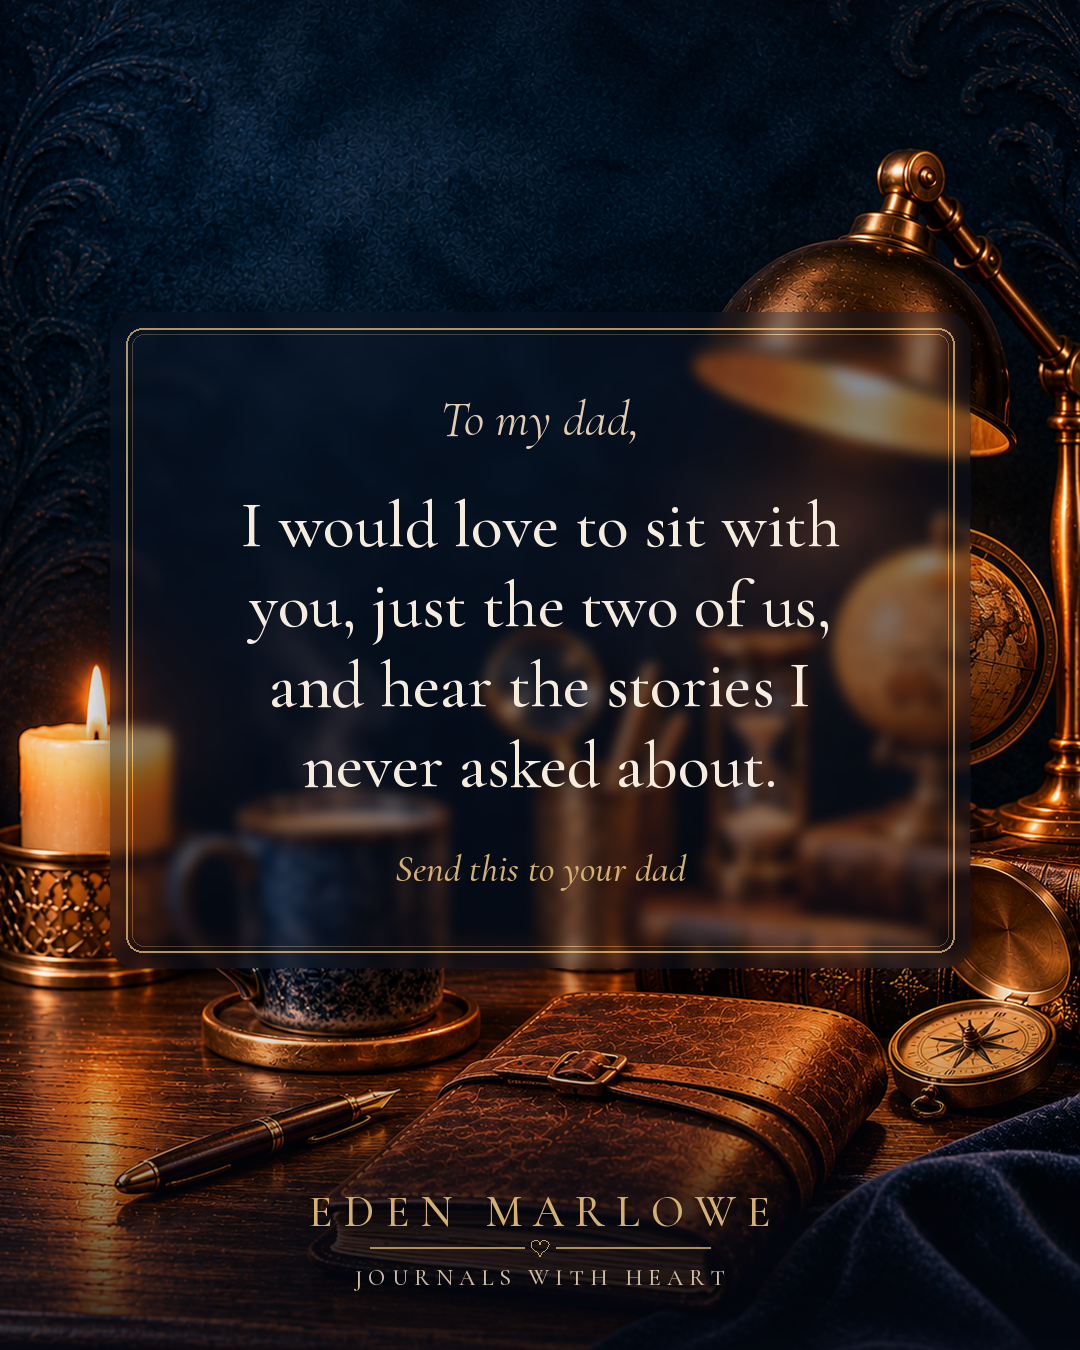 To my dad,
I would love to sit with
you, just the two of us,
and hear the stories I
never asked about.
Send this to your dad
EDEN MARLOWE
JOURNALS WITH HEART